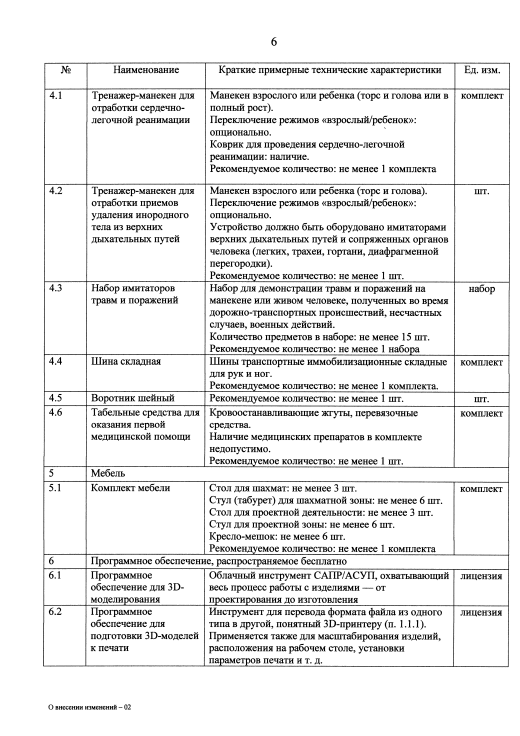 6
№ Наименование Краткие примерные технические характеристики Ед. изм.
4.1 Тренажер-манекен для Манекен взрослого или ребенка (торс и голова или в комплект
отработки сердечно- полный рост).
легочной реанимации Переключение режимов «взрослый/ребенок»:
опционально.
Коврик для проведения сердечно-легочной
реанимации: наличие.
Рекомендуемое количество: не менее 1 комплекта
4.2 Тренажер-манекен для Манекен взрослого или ребенка (торс и голова). шт.
отработки приемов Переключение режимов «взрослый/ребенок»:
удаления инородного опционально.
тела из верхних Устройство должно быть оборудовано имитаторами
дыхательных путей верхних дыхательных путей и сопряженных органов
человека (легких, трахеи, гортани, диафрагменной
перегородки).
Рекомендуемое количество: не менее 1 шт.
4.3 Набор имитаторов Набор для демонстрации травм и поражений на набор
травм и поражений манекене или живом человеке, полученных во время
дорожно-транспортных происшествий, несчастных
случаев, военных действий.
Количество предметов в наборе: не менее 15 шт.
Рекомендуемое количество: не менее 1 набора
4.4 Шина складная Шины транспортные иммобилизационные складные комплект
для рук и ног.
Рекомендуемое количество: не менее 1 комплекта.
4.5 Воротник шейный Рекомендуемое количество: не менее 1 шт. шт.
4.6 Табельные средства для Кровоостанавливающие жгуты, перевязочные комплект
оказания первой средства.
медицинской помощи Наличие медицинских препаратов в комплекте
недопустимо.
Рекомендуемое количество: не менее 1 шт.
5 Мебель
5.1 Комплект мебели Стол для шахмат: не менее 3 шт. комплект
Стул (табурет) для шахматной зоны: не менее 6 шт.
Стол для проектной деятельности: не менее 3 шт.
Стул для проектной зоны: не менее 6 шт.
Кресло-мешок: не менее 6 шт.
Рекомендуемое количество: не менее 1 комплекта
6 Программное обеспечение, распространяемое бесплатно
6.1 Программное Облачный инструмент САПР/АСУП, охватывающий лицензия
обеспечение для 3D- весь процесс работы с изделиями — от
моделирования проектирования до изготовления
6.2 Программное Инструмент для перевода формата файла из одного лицензия
обеспечение для типа в другой, понятный 3D-принтеру (п. 1.1.1).
подготовки 3D-моделей Применяется также для масштабирования изделий,
к печати расположения на рабочем столе, установки
параметров печати и т. д.
О внесении изменений – 02